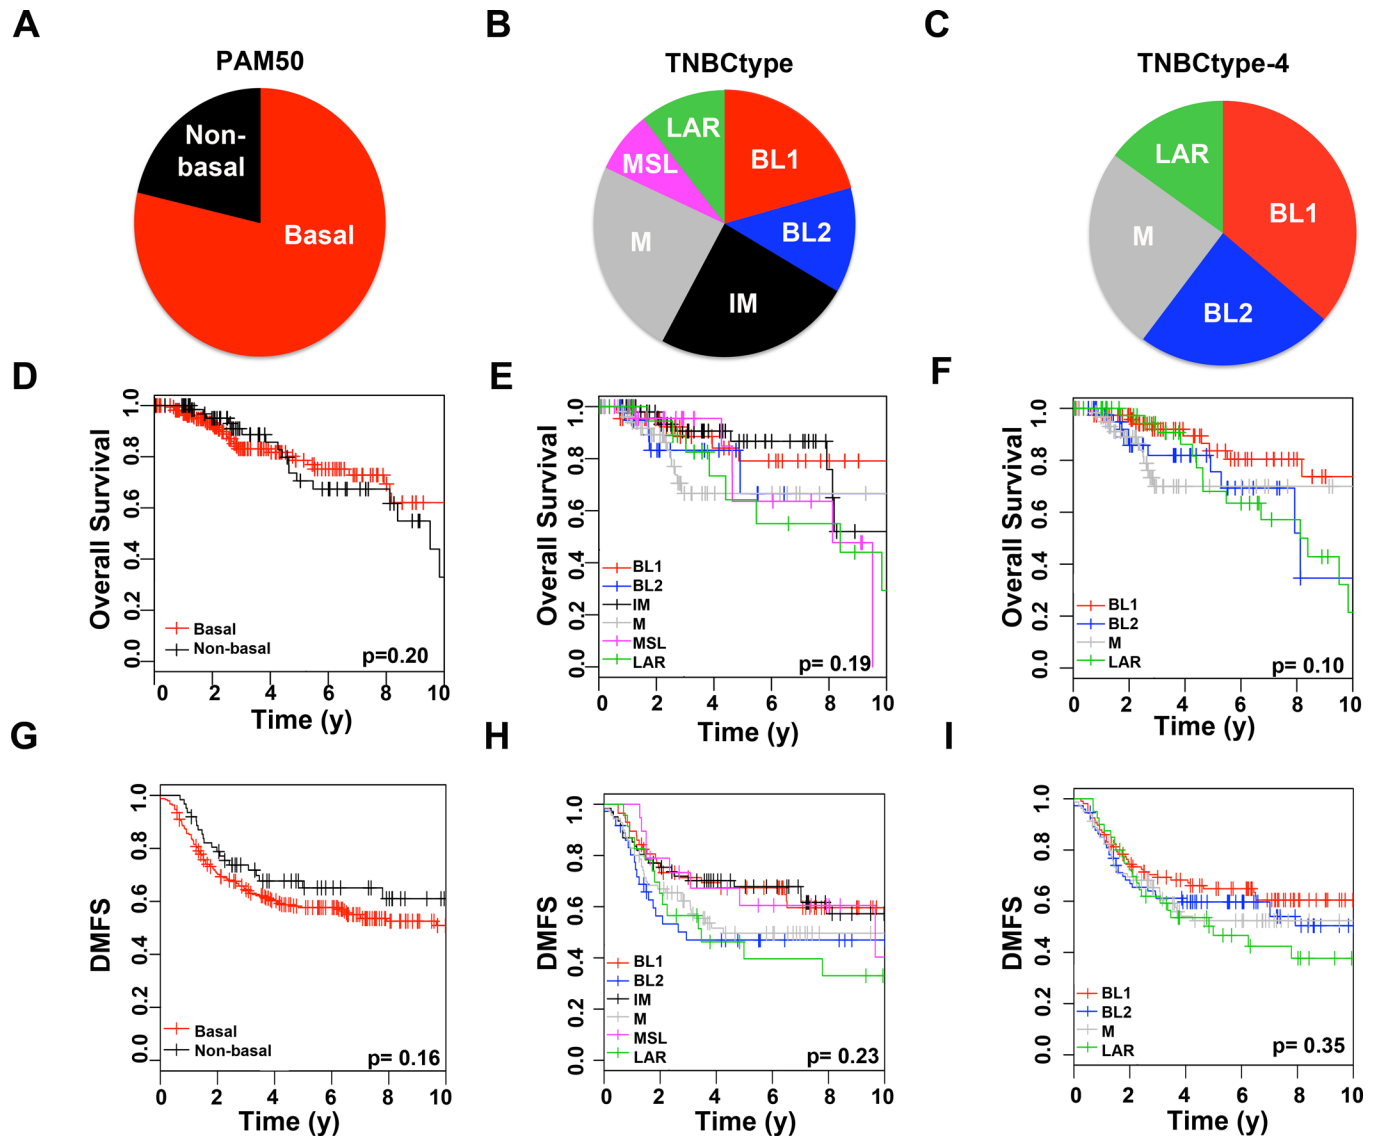 A
B
C
PAM50
TNBCtype
TNBCtype-4
Non-
basal
Basal
LAR
MSL
BL1
BL2
M
IM
LAR
BL1
M
BL2
D
E
F
Overall Survival
0.0 0.2 0.4 0.6 0.8 1.0
Basal
Non-basal
p=0.20
0 2 4 6 8 10
Time (y)
Overall Survival
0.0 0.2 0.4 0.6 0.8 1.0
BL1
BL2
IM
M
MSL
LAR
p= 0.19
0 2 4 6 8 10
Time (y)
Overall Survival
0.0 0.2 0.4 0.6 0.8 1.0
BL1
BL2
M
LAR
p= 0.10
0 2 4 6 8 10
Time (y)
G
H
I
DMFS
0.0 0.2 0.4 0.6 0.8 1.0
Basal
Non-basal
p= 0.16
0 2 4 6 8 10
Time (y)
DMFS
0.0 0.2 0.4 0.6 0.8 1.0
BL1
BL2
IM
M
MSL
LAR
p= 0.23
0 2 4 6 8 10
Time (y)
DMFS
0.0 0.2 0.4 0.6 0.8 1.0
BL1
BL2
M
LAR
p= 0.35
0 2 4 6 8 10
Time (y)